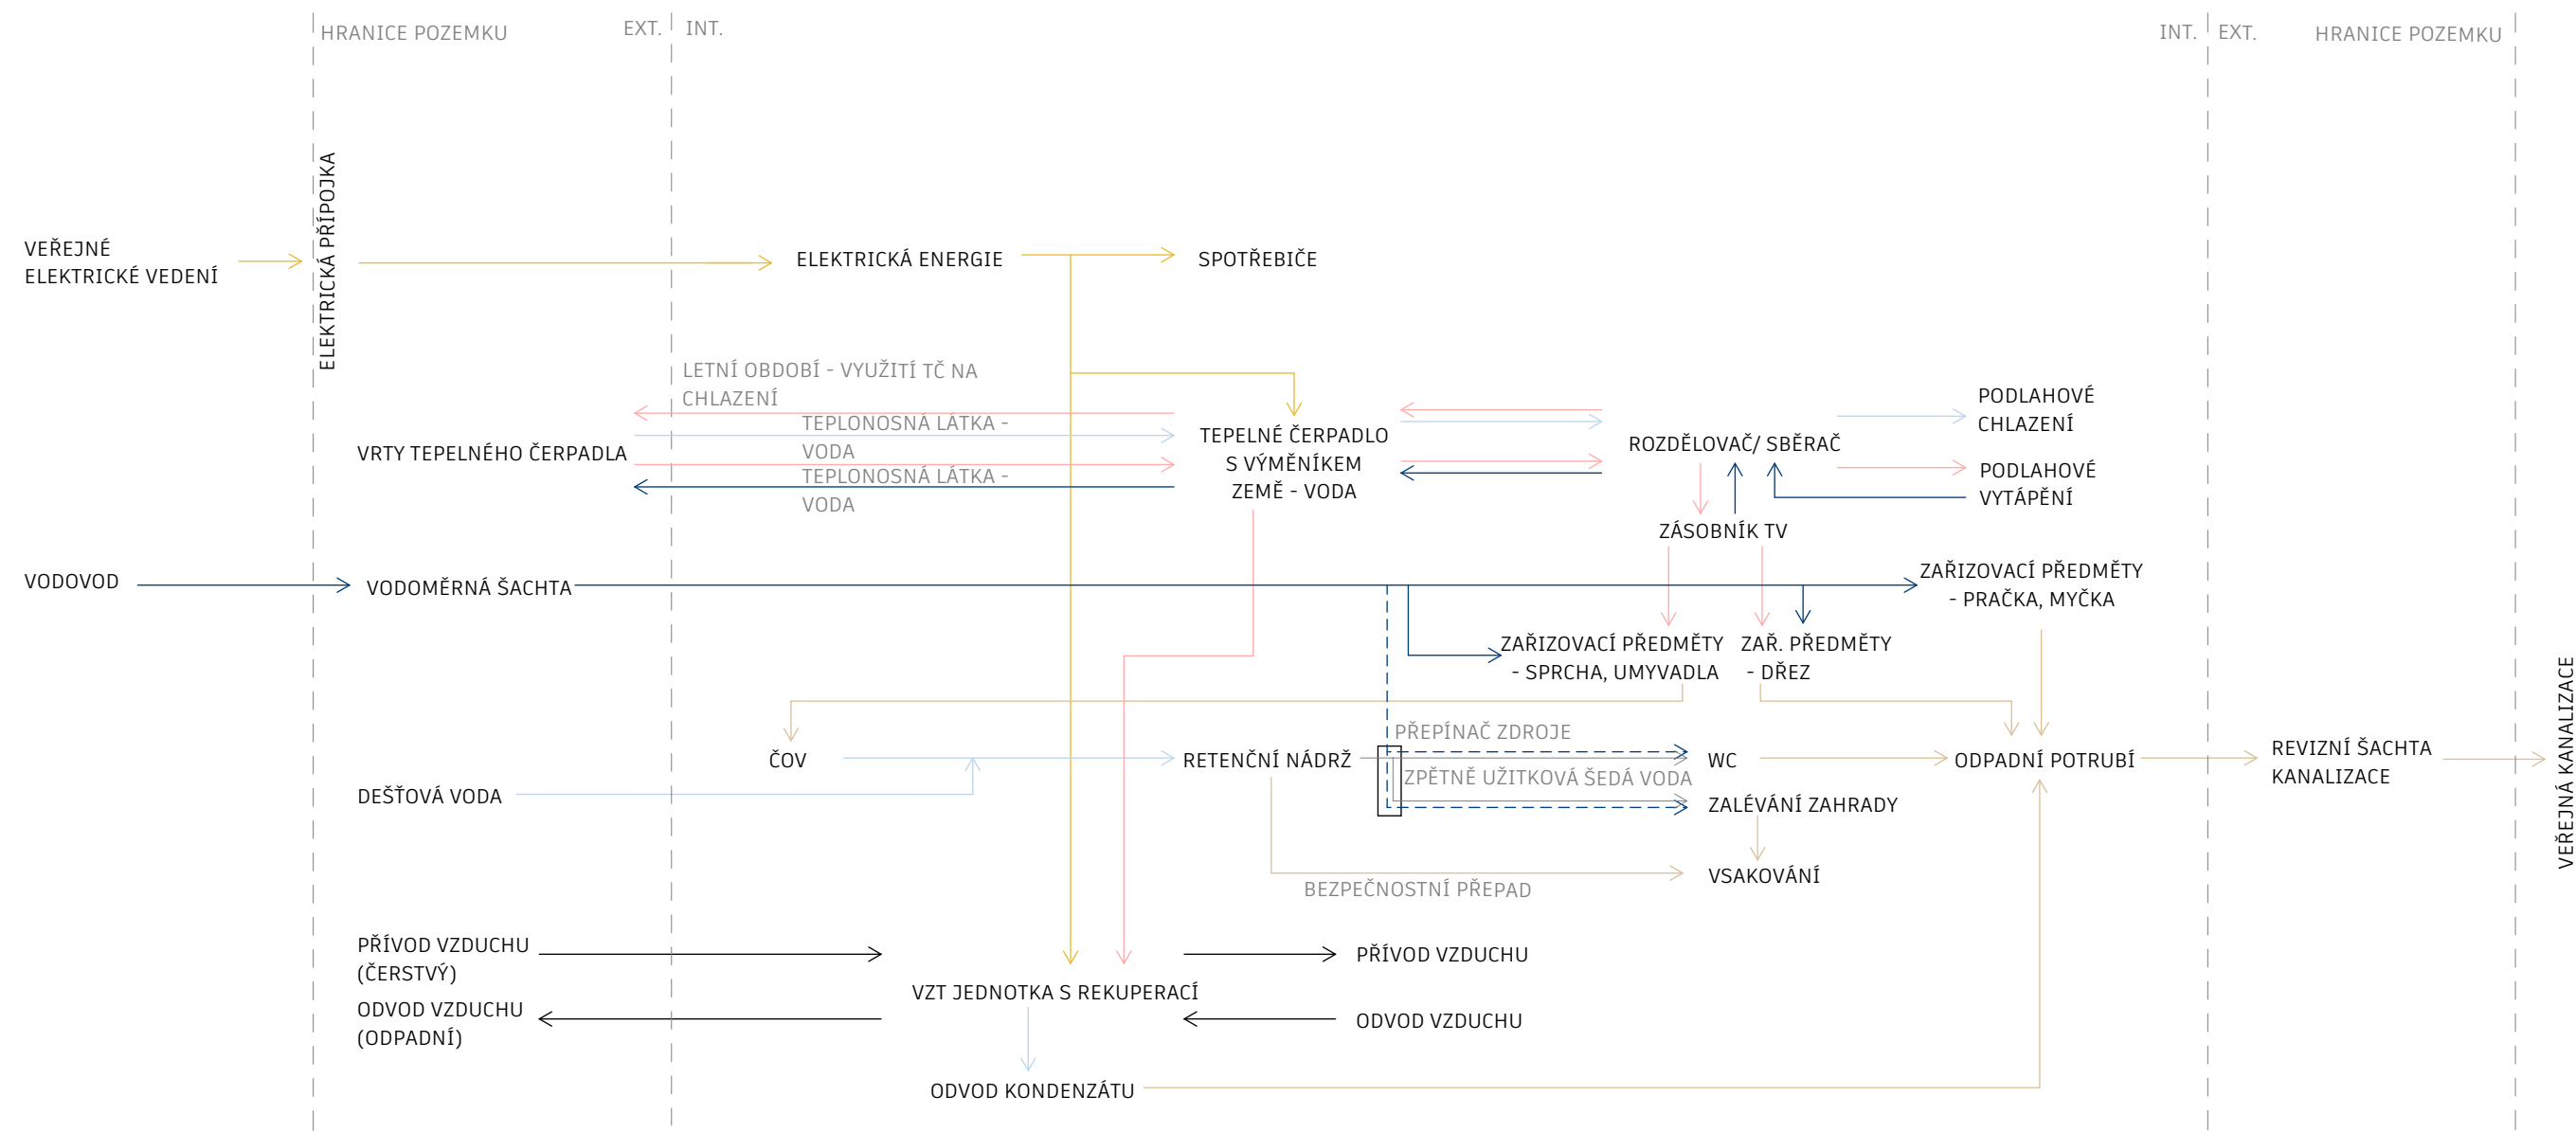 HRANICE POZEMKU
EXT.
INT.
INT.
EXT.
HRANICE POZEMKU
ELEKTRICKÁ PŘÍPOJKA
VEŘEJNÉ
ELEKTRICKÉ VEDENÍ
ELEKTRICKÁ ENERGIE
SPOTŘEBIČE
LETNÍ OBDOBÍ - VYUŽITÍ TČ NA
CHLAZENÍ
TEPLONOSNÁ LÁTKA -
VODA
TEPLONOSNÁ LÁTKA -
VODA
VRTY TEPELNÉHO ČERPADLA
TEPELNÉ ČERPADLO
S VÝMĚNÍKEM
ZEMĚ - VODA
ROZDĚLOVAČ/ SBĚRAČ
PODLAHOVÉ
CHLAZENÍ
PODLAHOVÉ
VYTÁPĚNÍ
ZÁSOBNÍK TV
VODOVOD
VODOMĚRNÁ ŠACHTA
ZAŘIZOVACÍ PŘEDMĚTY
- PRAČKA, MYČKA
ZAŘIZOVACÍ PŘEDMĚTY
- SPRCHA, UMYVADLA
ZAŘ. PŘEDMĚTY
- DŘEZ
PŘEPÍNAČ ZDROJE
ČOV
RETENČNÍ NÁDRŽ
WC
ODPADNÍ POTRUBÍ
REVIZNÍ ŠACHTA
KANALIZACE
VEŘEJNÁ KANALIZACE
ZPĚTNĚ UŽITKOVÁ ŠEDÁ VODA
DEŠŤOVÁ VODA
ZALÉVÁNÍ ZAHRADY
VSAKOVÁNÍ
BEZPEČNOSTNÍ PŘEPAD
PŘÍVOD VZDUCHU
(ČERSTVÝ)
PŘÍVOD VZDUCHU
VZT JEDNOTKA S REKUPERACÍ
ODVOD VZDUCHU
(ODPADNÍ)
ODVOD VZDUCHU
ODVOD KONDENZÁTU